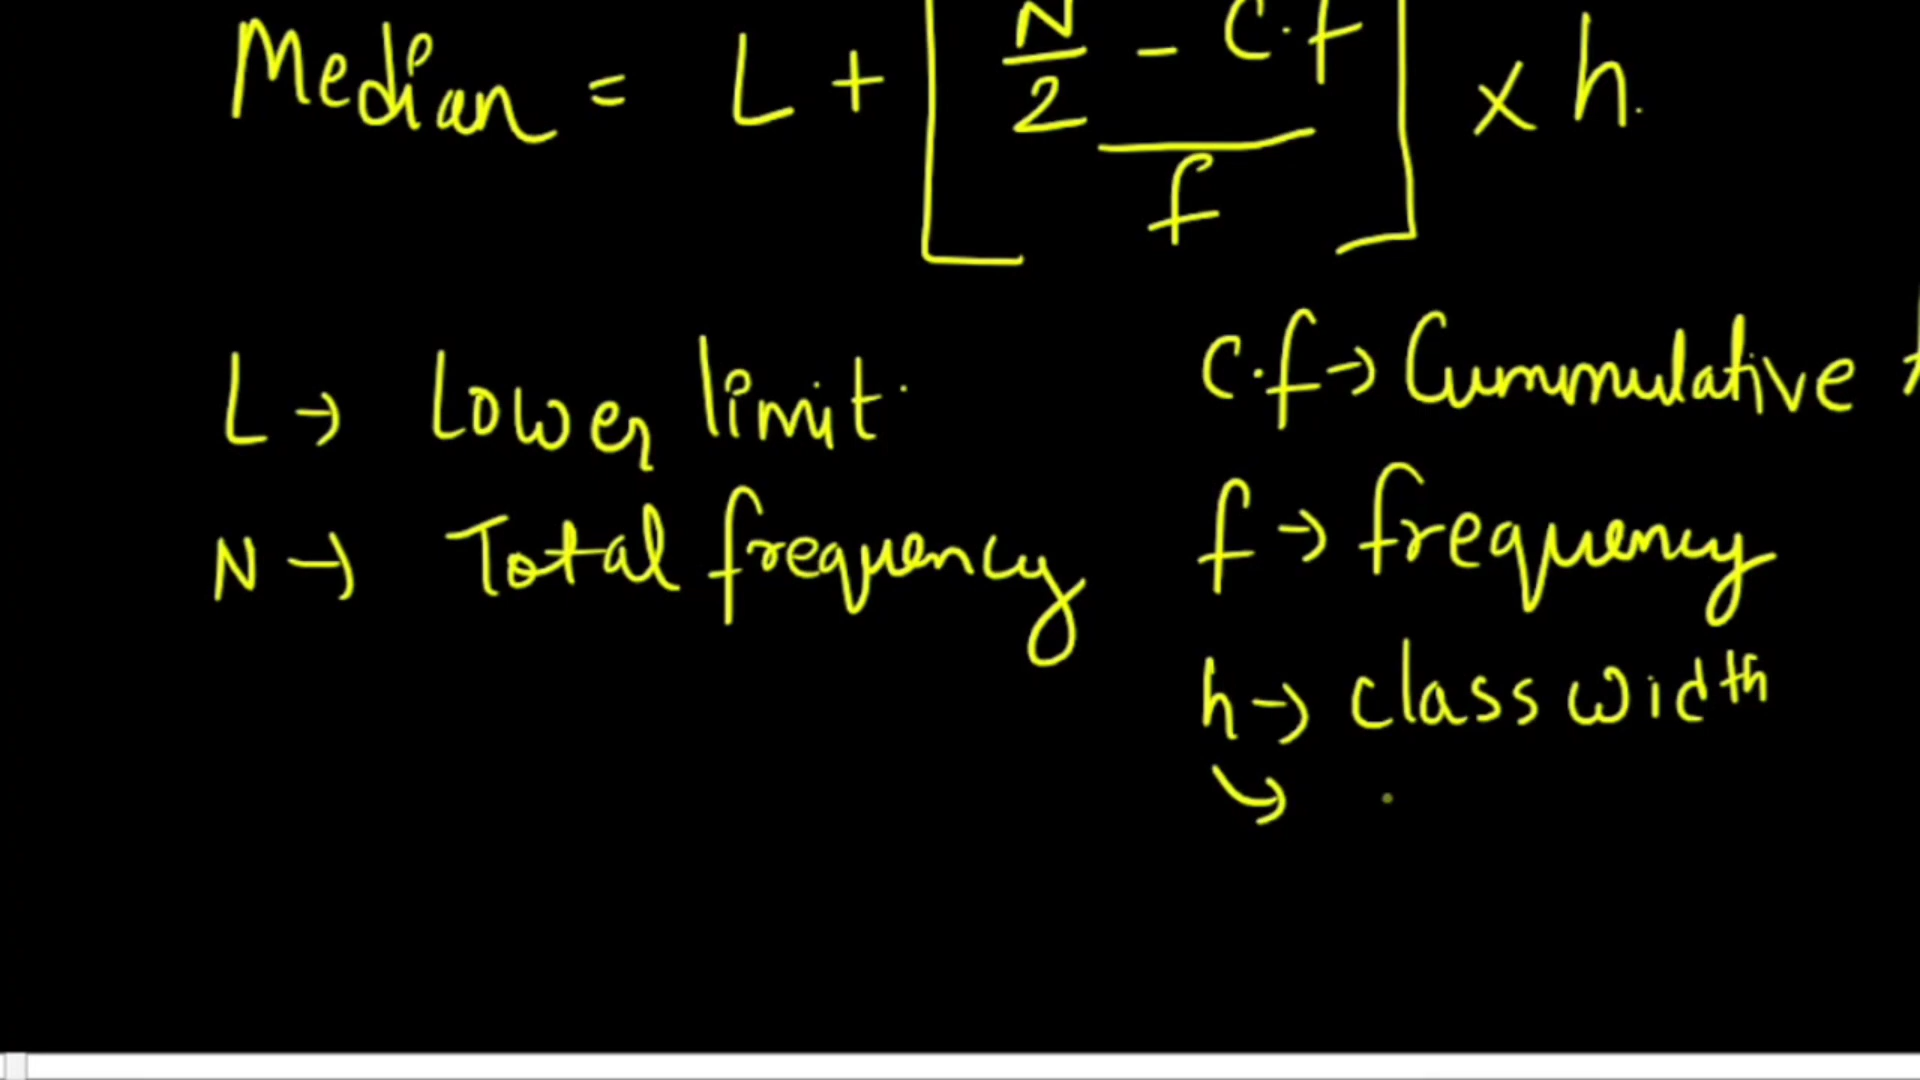 Median = L + [ N/2 - C.f / f ] x h.
L → Lower limit.
N → Total frequency
C.f → Cummulative
f → frequency
h → class width